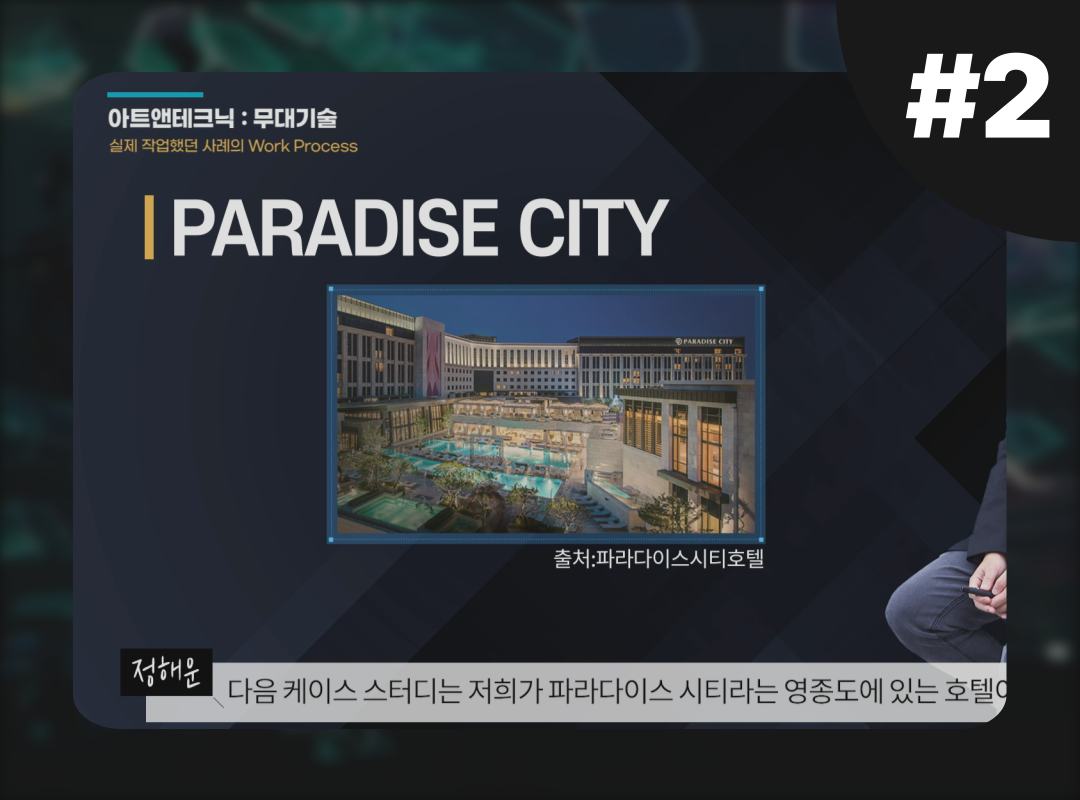 #2
아트앤테크닉 : 무대기술
실제 작업했던 사례의 Work Process
PARADISE CITY
PARADISE CITY
출처:파라다이스시티호텔
정해운
다음 케이스 스터디는 저희가 파라다이스 시티라는 영종도에 있는 호텔